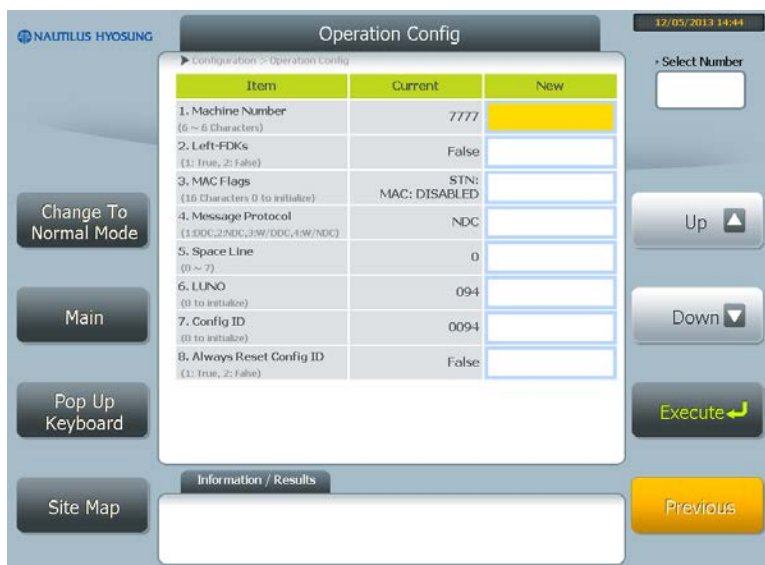 NAUTILUS HYOSUNG
Operation Config
12/05/2013 14:44
Configuration > Operation Config
Select Number
Item Current New
1. Machine Number 7777
(6 ~ 6 Characters)
2. Left-FDKs False
(1: True, 2: False)
3. MAC Flags STN:
MAC: DISABLED
(16 Characters 0 to initialize)
4. Message Protocol NDC
(1:DDC,2:NDC,3:W/DDC,4:W/NDC)
5. Space Line 0
(0 ~ 7)
6. LUNO 094
(0 to initialize)
7. Config ID 0094
(0 to initialize)
8. Always Reset Config ID False
(1: True, 2: False)
Change To
Normal Mode
Main
Pop Up
Keyboard
Site Map
Up
Down
Execute
Previous
Information / Results